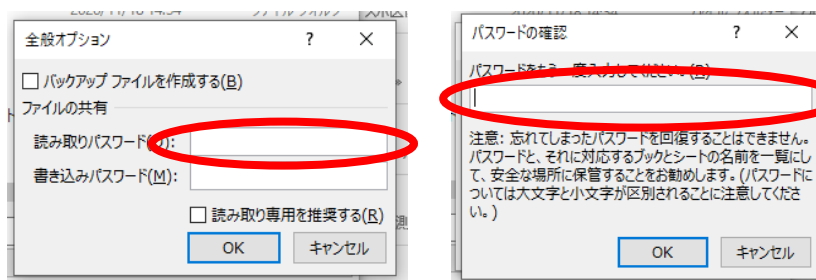 全般オプション ? ×
バックアップ ファイルを作成する(B)
ファイルの共有
読み取りパスワード(O):
書き込みパスワード(M):
読み取り専用を推奨する(R)
OK キャンセル
パスワードの確認 ? ×
パスワードをもう一度入力してください。(R)
注意: 忘れてしまったパスワードを回復することはできません。
パスワードと、それに対応するブックとシートの名前を一覧にし
て、安全な場所に保管することをお勧めします。(パスワードに
ついては大文字と小文字が区別されることに注意してくださ
い。)
OK キャンセル